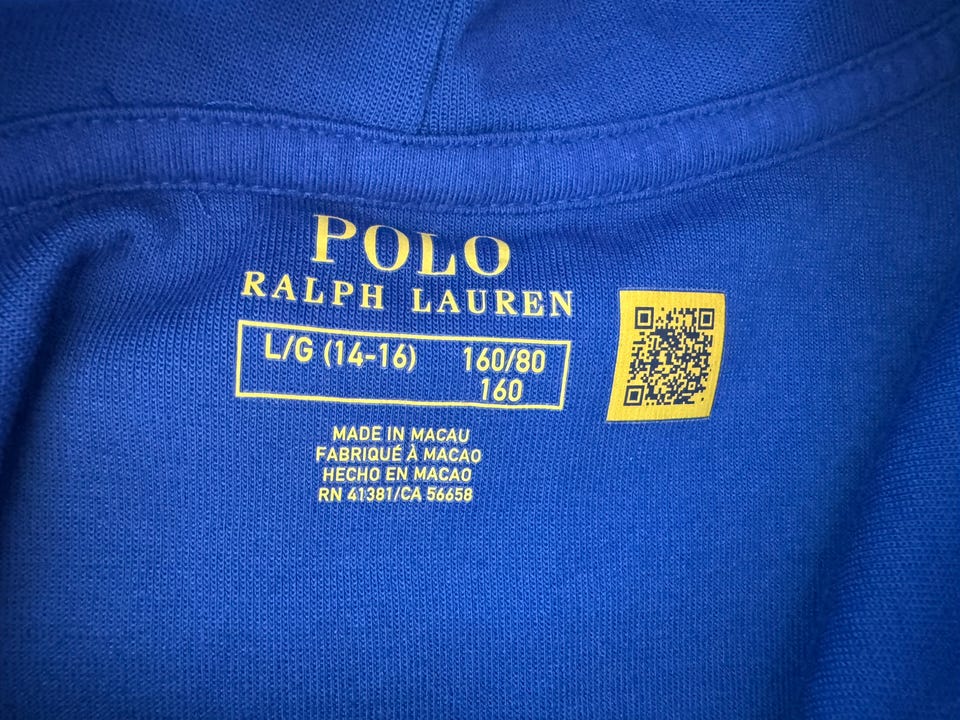 POLO
RALPH LAUREN
L/G (14-16) 160/80
160
MADE IN MACAU
FABRIQUÉ À MACAO
HECHO EN MACAO
RN 41381/CA 56658